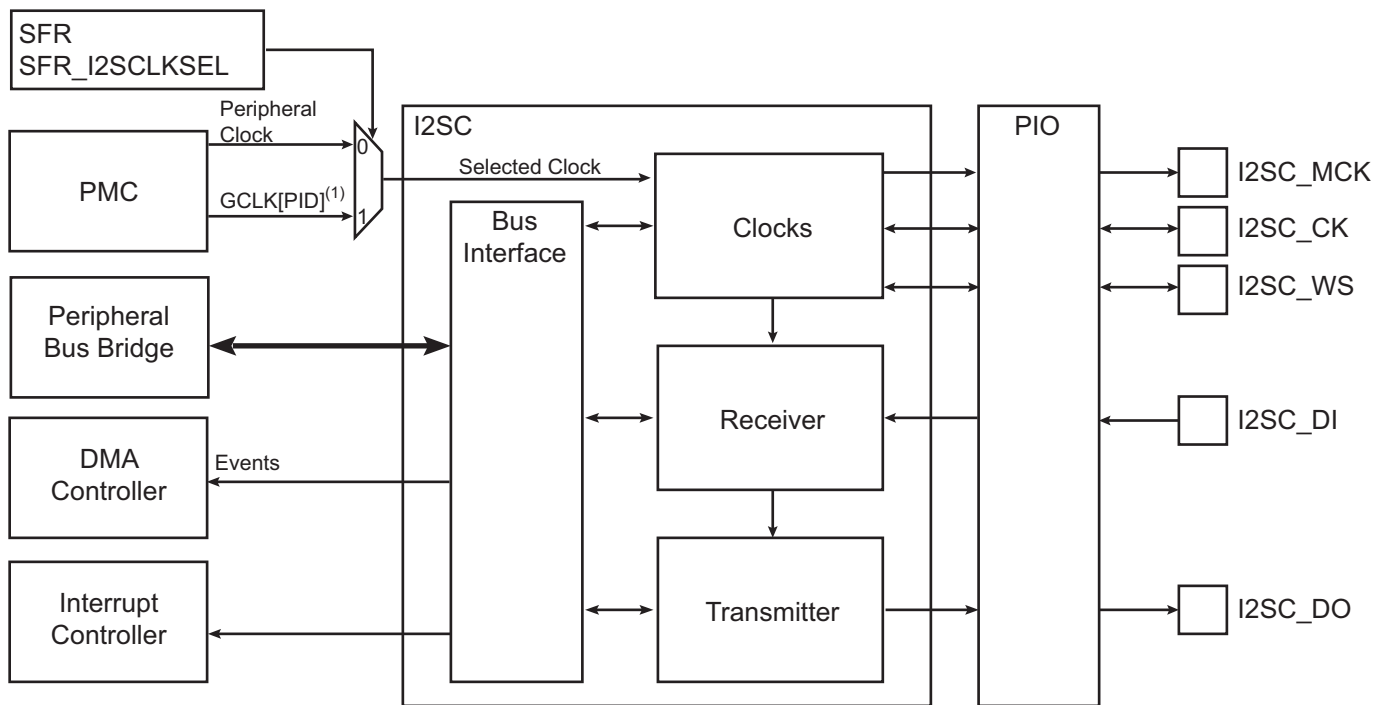 SFR
SFR_I2SCLKSEL
Peripheral
Clock
PMC
GCLK[PID](1)
0
1
I2SC
Selected Clock
Bus
Interface
Clocks
PIO
I2SC_MCK
I2SC_CK
I2SC_WS
Peripheral
Bus Bridge
Receiver
I2SC_DI
DMA
Controller
Events
Interrupt
Controller
Transmitter
I2SC_DO